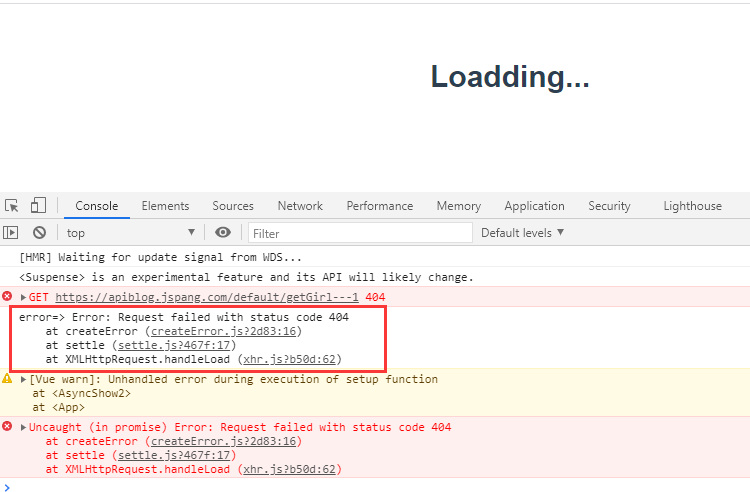 Loadding...
Console Elements Sources Network Performance Memory Application Security Lighthouse
top ▼ Filter Default levels ▼
[HMR] Waiting for update signal from WDS...
<Suspense> is an experimental feature and its API will likely change.
GET https://apiblog.jspang.com/default/getGirl---1 404
error=> Error: Request failed with status code 404
at createError (createError.js?2d83:16)
at settle (settle.js?467f:17)
at XMLHttpRequest.handleLoad (xhr.js?b50d:62)
[Vue warn]: Unhandled error during execution of setup function
at <AsyncShow2>
at <App>
Uncaught (in promise) Error: Request failed with status code 404
at createError (createError.js?2d83:16)
at settle (settle.js?467f:17)
at XMLHttpRequest.handleLoad (xhr.js?b50d:62)